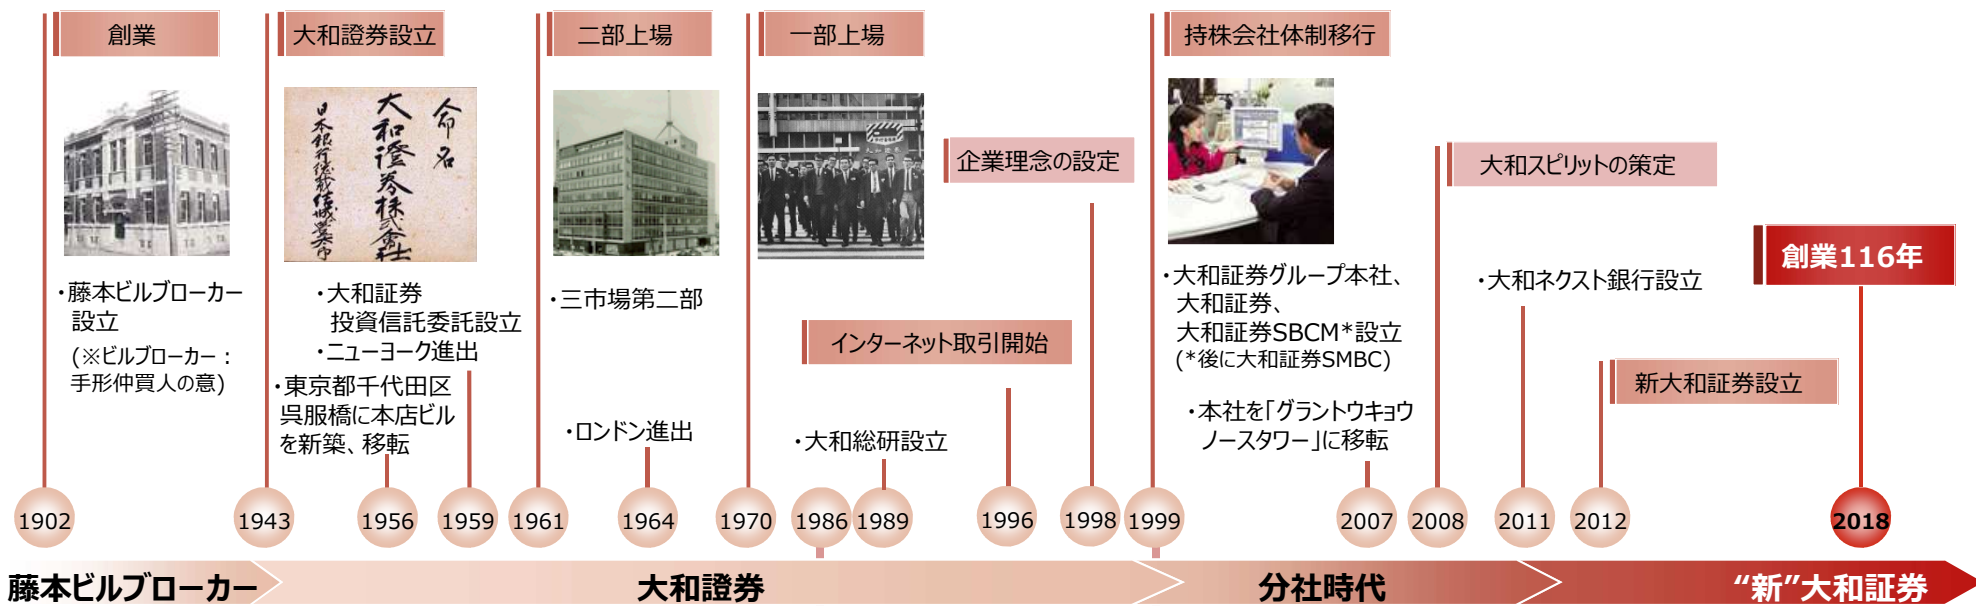 創業
大和證券設立
二部上場
一部上場
持株会社体制移行
命名
大和證券株式會社
企業理念の設定
大和スピリットの策定
創業116年
・藤本ビルブローカー
設立
(※ビルブローカー：
手形仲買人の意)
・大和証券
投資信託委託設立
・ニューヨーク進出
・東京都千代田区
呉服橋に本店ビル
を新築、移転
・三市場第二部
・ロンドン進出
インターネット取引開始
・大和総研設立
・大和証券グループ本社、
大和証券、
大和証券SBCM*設立
(*後に大和証券SMBC)
・本社を「グラントウキョウ
ノースタワー」に移転
・大和ネクスト銀行設立
新大和証券設立
1902
1943
1956
1959
1961
1964
1970
1986
1989
1996
1998
1999
2007
2008
2011
2012
2018
藤本ビルブローカー
大和證券
分社時代
“新”大和証券